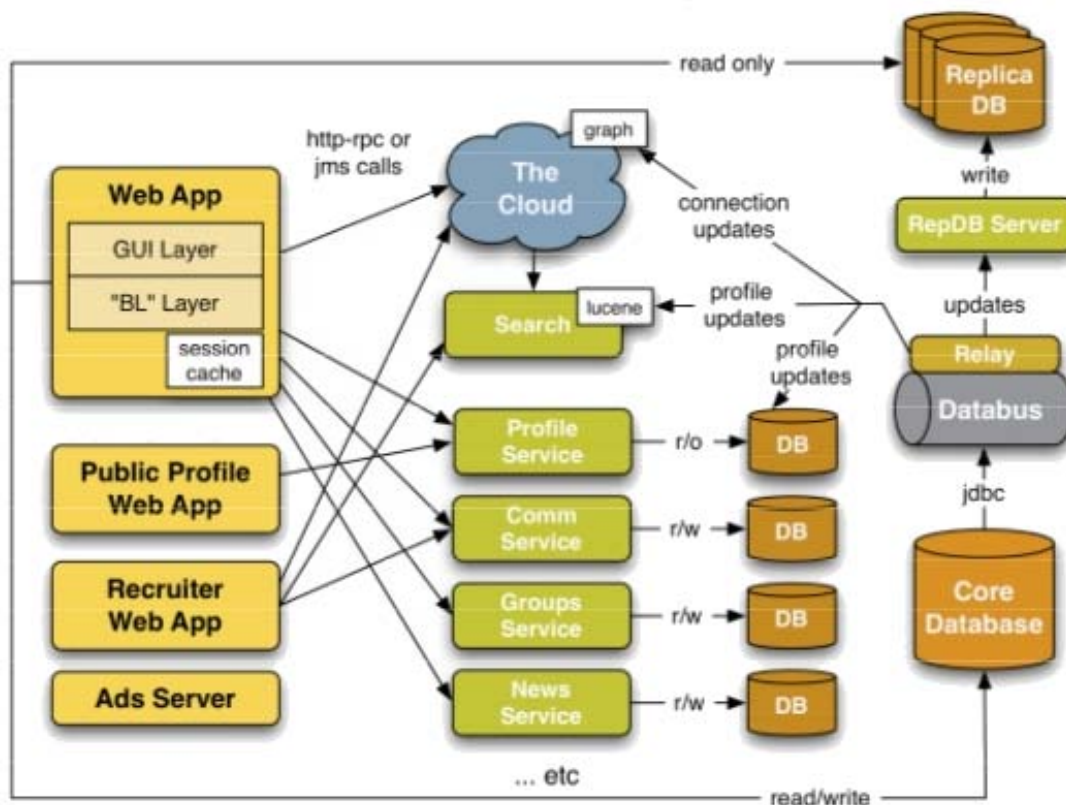 read only
Replica
DB
http-rpc or
jms calls
graph
The
Cloud
write
Web App
GUI Layer
"BL" Layer
session
cache
connection
updates
RepDB Server
Search
lucene
profile
updates
updates
profile
updates
Relay
Databus
Profile
Service
r/o
DB
jdbc
Public Profile
Web App
Comm
Service
r/w
DB
Core
Database
Recruiter
Web App
Groups
Service
r/w
DB
Ads Server
News
Service
r/w
DB
... etc
read/write